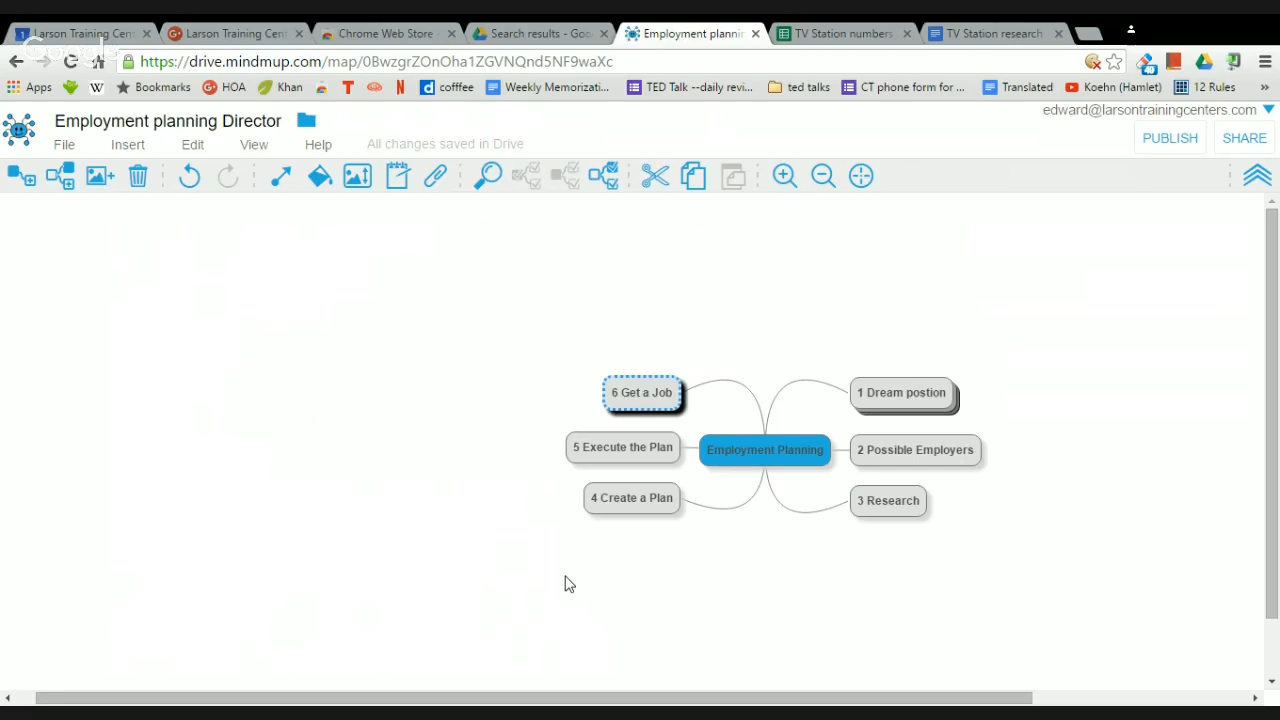 Larson Training Cent
Larson Training Cent
Chrome Web Store
Search results - Goo
Employment plannin
TV Station numbers
TV Station research
https://drive.mindmup.com/map/0BwzgrZOnOha1ZGVNQnd5NFF9waXc
Apps
Bookmarks
HOA
Khan
cofffee
Weekly Memorizati...
TED Talk --daily revi...
ted talks
CT phone form for ...
Translated
Koehn (Hamlet)
12 Rules
»
Employment planning Director
edward@larsontrainingcenters.com
File
Insert
Edit
View
Help
All changes saved in Drive
PUBLISH
SHARE
6 Get a Job
1 Dream postion
5 Execute the Plan
Employment Planning
2 Possible Employers
4 Create a Plan
3 Research